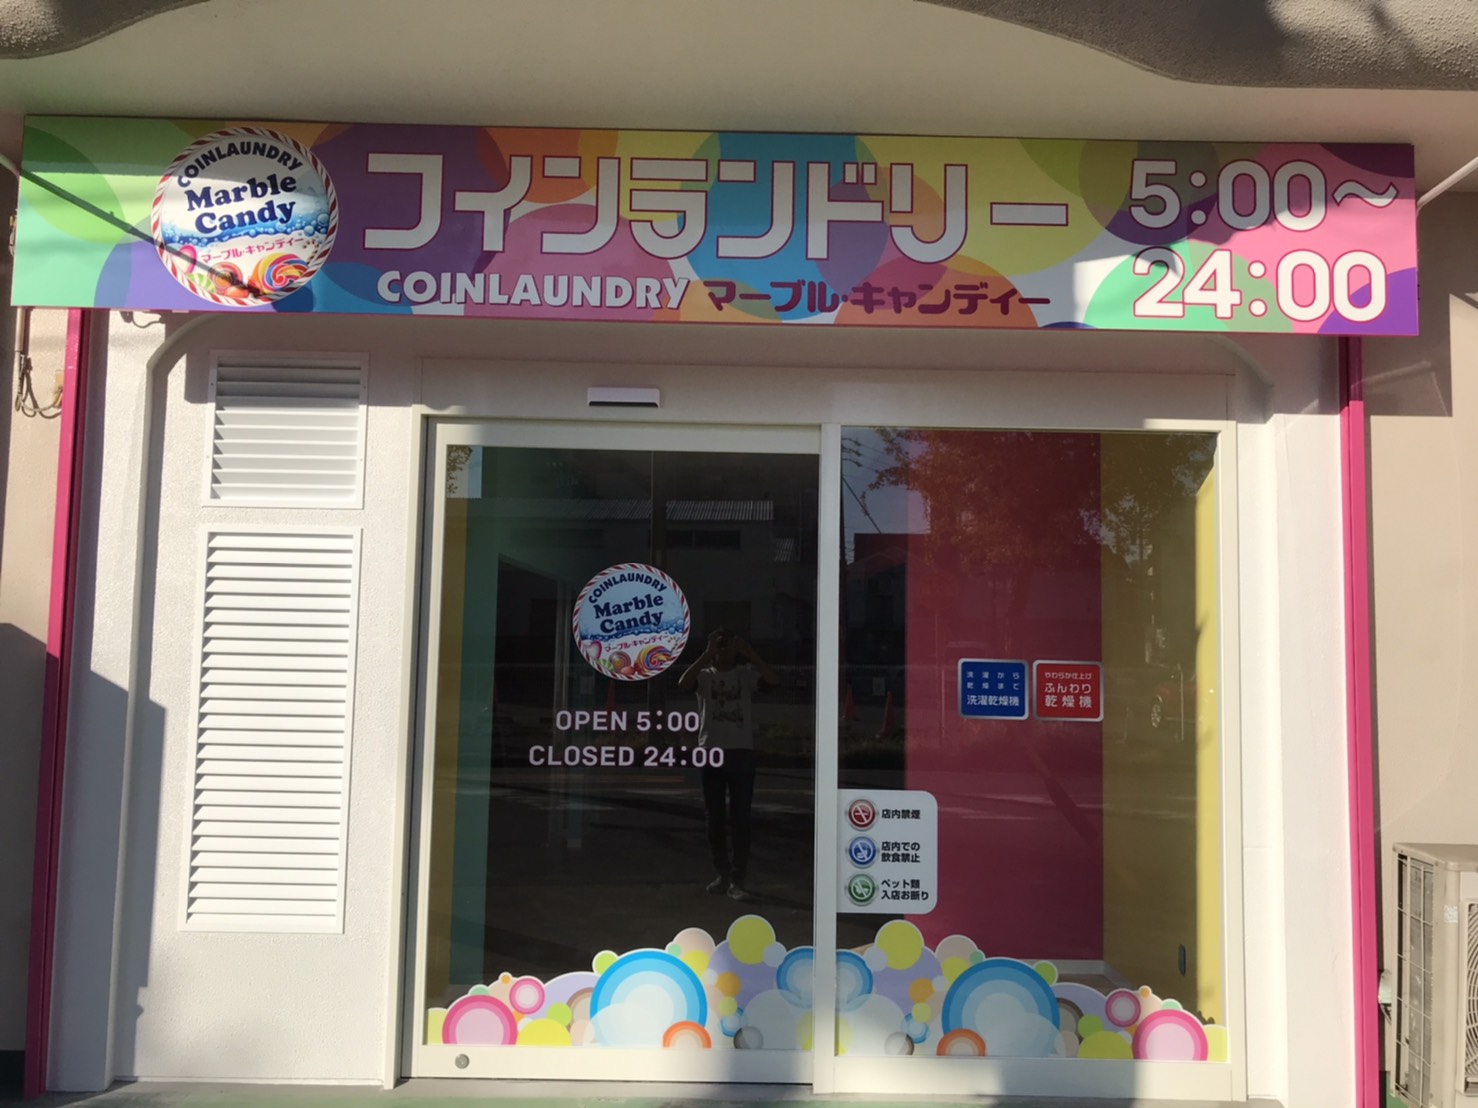 COINLAUNDRY
Marble
Candy
マーブル・キャンディー
コインランドリー
COINLAUNDRY マーブル・キャンディー
5:00〜
24:00
COINLAUNDRY
Marble
Candy
マーブル・キャンディー
OPEN 5:00
CLOSED 24:00
洗濯から
乾燥まで
洗濯乾燥機
やわらか仕上げ
ふんわり
乾燥機
店内禁煙
店内での
飲食禁止
ペット類
入店お断り